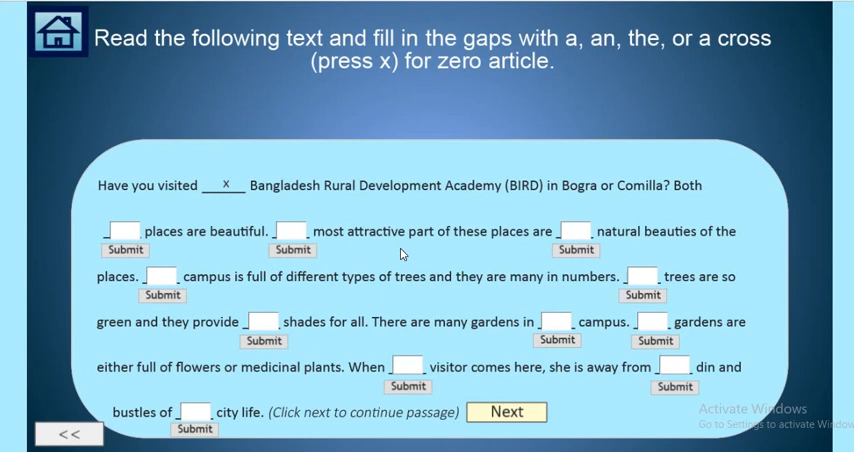 Read the following text and fill in the gaps with a, an, the, or a cross
(press x) for zero article.
Have you visited x Bangladesh Rural Development Academy (BIRD) in Bogra or Comilla? Both
places are beautiful. most attractive part of these places are natural beauties of the
Submit Submit Submit
places. campus is full of different types of trees and they are many in numbers. trees are so
Submit Submit
green and they provide shades for all. There are many gardens in campus. gardens are
Submit Submit Submit
either full of flowers or medicinal plants. When visitor comes here, she is away from din and
Submit Submit
bustles of city life. (Click next to continue passage) Next
Submit
<<
Activate Windows
Go to Settings to activate Window